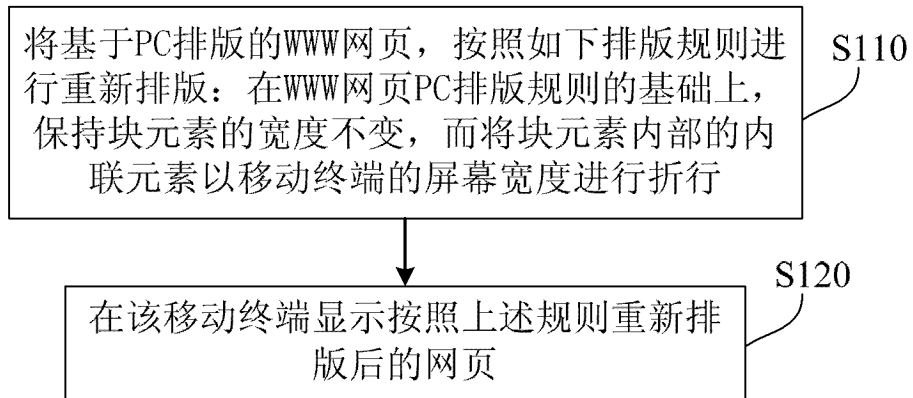 将基于PC排版的WWW网页，按照如下排版规则进
行重新排版：在WWW网页PC排版规则的基础上，
保持块元素的宽度不变，而将块元素内部的内
联元素以移动终端的屏幕宽度进行折行
S110
在该移动终端显示按照上述规则重新排
版后的网页
S120